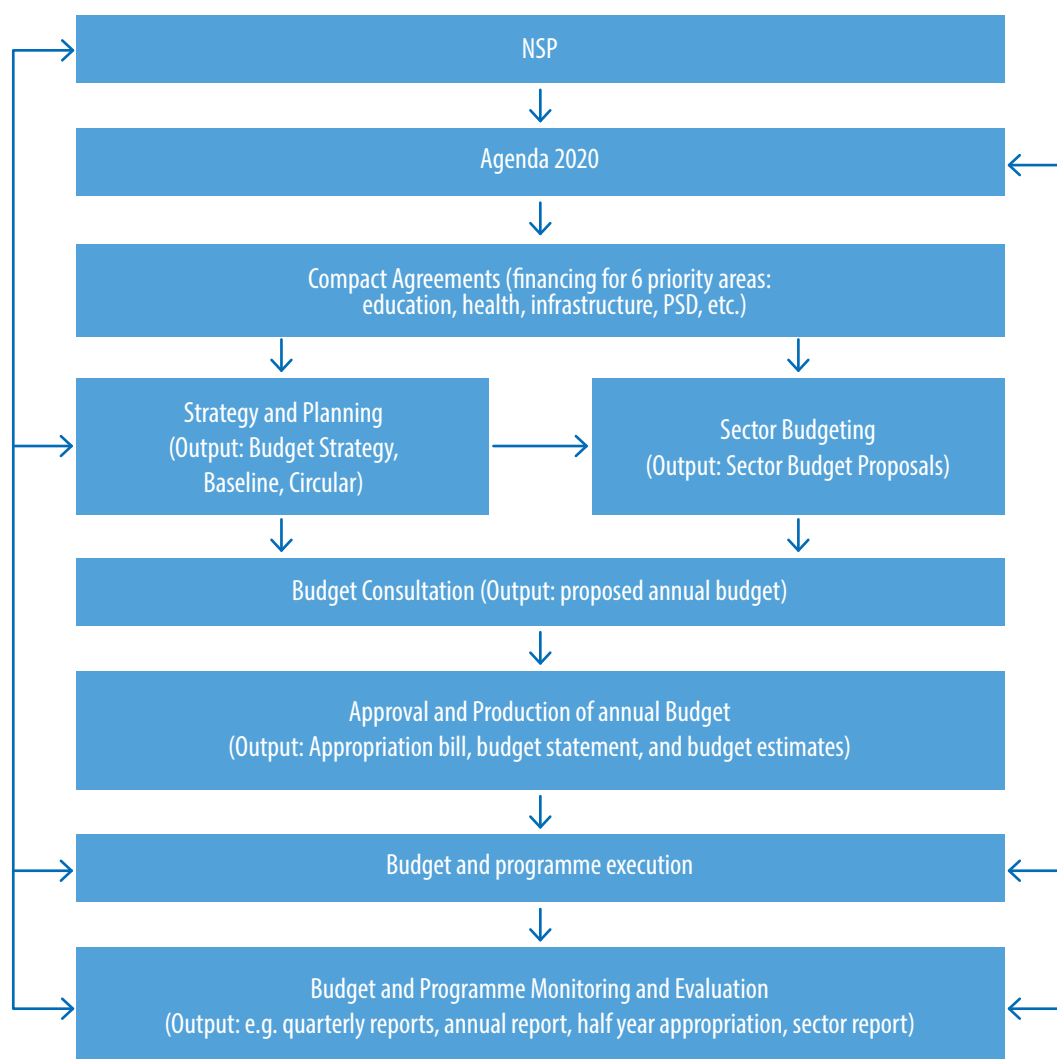 NSP
Agenda 2020
Compact Agreements (financing for 6 priority areas:
education, health, infrastructure, PSD, etc.)
Strategy and Planning
(Output: Budget Strategy,
Baseline, Circular)
Sector Budgeting
(Output: Sector Budget Proposals)
Budget Consultation (Output: proposed annual budget)
Approval and Production of annual Budget
(Output: Appropriation bill, budget statement, and budget estimates)
Budget and programme execution
Budget and Programme Monitoring and Evaluation
(Output: e.g. quarterly reports, annual report, half year appropriation, sector report)